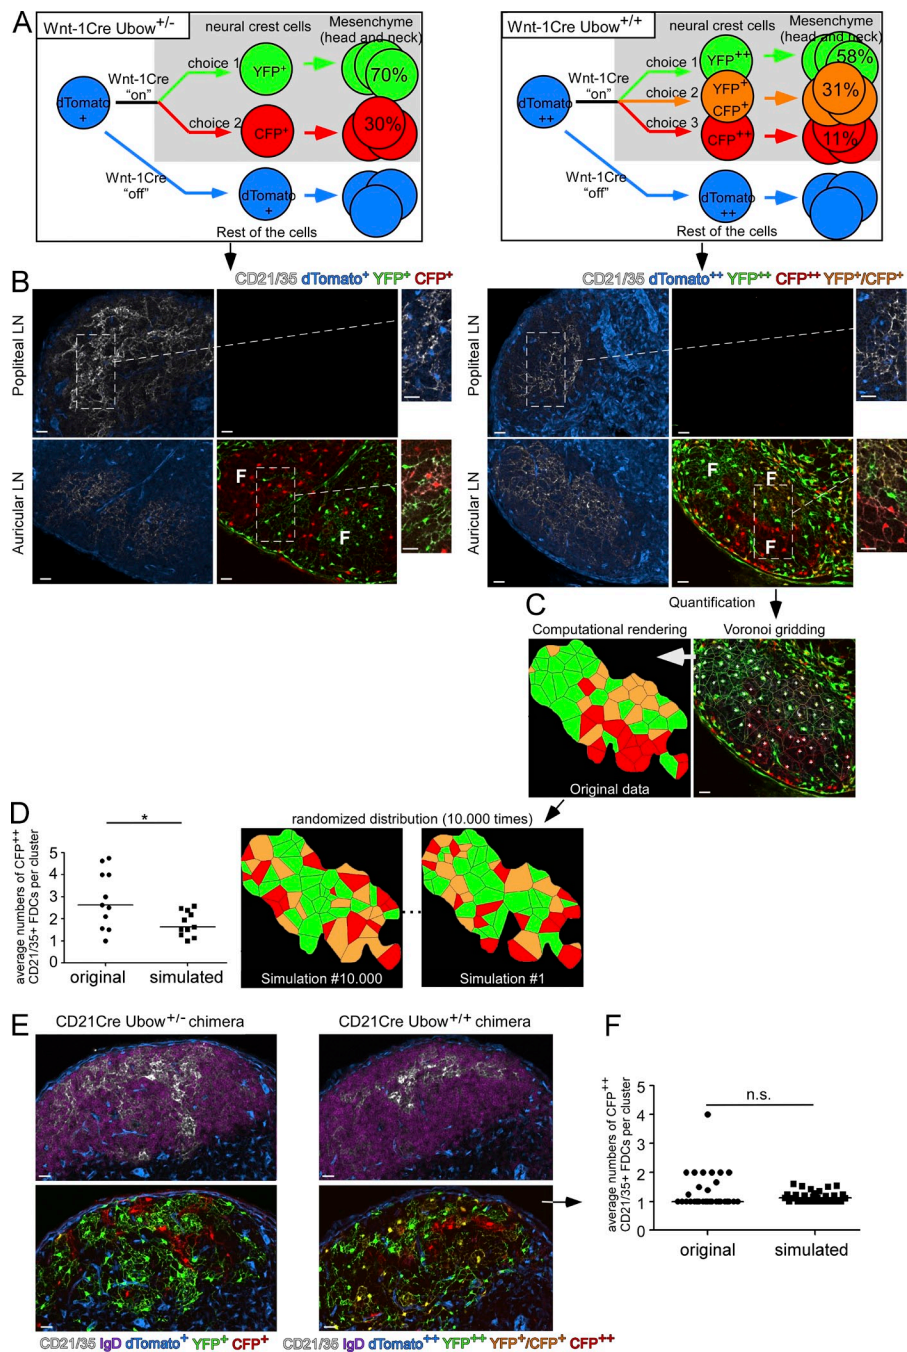 A
Wnt-1Cre Ubow+/-
neural crest cells
Mesenchyme
(head and neck)
dTomato
+
Wnt-1Cre
“on”
choice 1
YFP+
70%
choice 2
CFP+
30%
Wnt-1Cre
“off”
dTomato
+
Rest of the cells
Wnt-1Cre Ubow+/+
neural crest cells
Mesenchyme
(head and neck)
dTomato
++
Wnt-1Cre
“on”
choice 1
YFP++
58%
choice 2
YFP+
CFP+
31%
choice 3
CFP++
11%
Wnt-1Cre
“off”
dTomato
++
Rest of the cells
B
CD21/35 dTomato+ YFP+ CFP+
Popliteal LN
Auricular LN
F
F
CD21/35 dTomato++ YFP++ CFP++ YFP+/CFP+
Popliteal LN
Auricular LN
F
F
Quantification
C
Computational rendering
Voronoi gridding
Original data
D
*
average numbers of CFP++
CD21/35+ FDCs per cluster
5
4
3
2
1
0
original
simulated
randomized distribution (10.000 times)
Simulation #10.000
Simulation #1
E
CD21Cre Ubow+/- chimera
CD21Cre Ubow+/+ chimera
CD21/35 IgD dTomato+ YFP+ CFP+
CD21/35 IgD dTomato++ YFP++ YFP+/CFP+ CFP++
F
n.s.
average numbers of CFP++
CD21/35+ FDCs per cluster
5
4
3
2
1
0
original
simulated